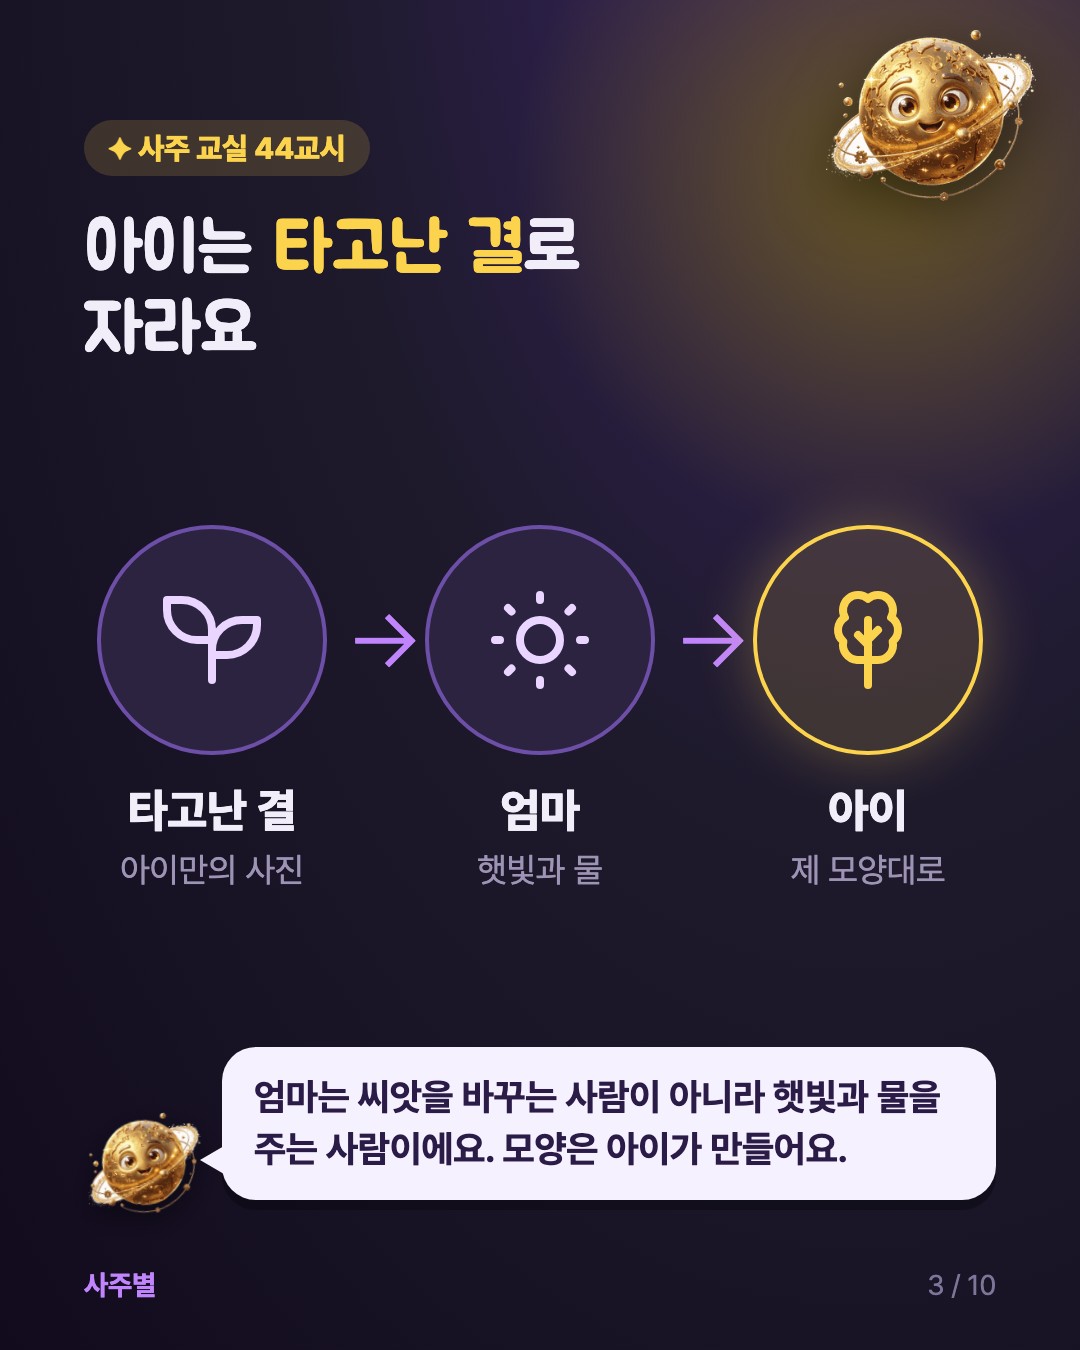 사주 교실 44교시
아이는 타고난 결로
자라요
타고난 결
아이만의 사진
엄마
햇빛과 물
아이
제 모양대로
엄마는 씨앗을 바꾸는 사람이 아니라 햇빛과 물을
주는 사람이에요. 모양은 아이가 만들어요.
사주별
3 / 10